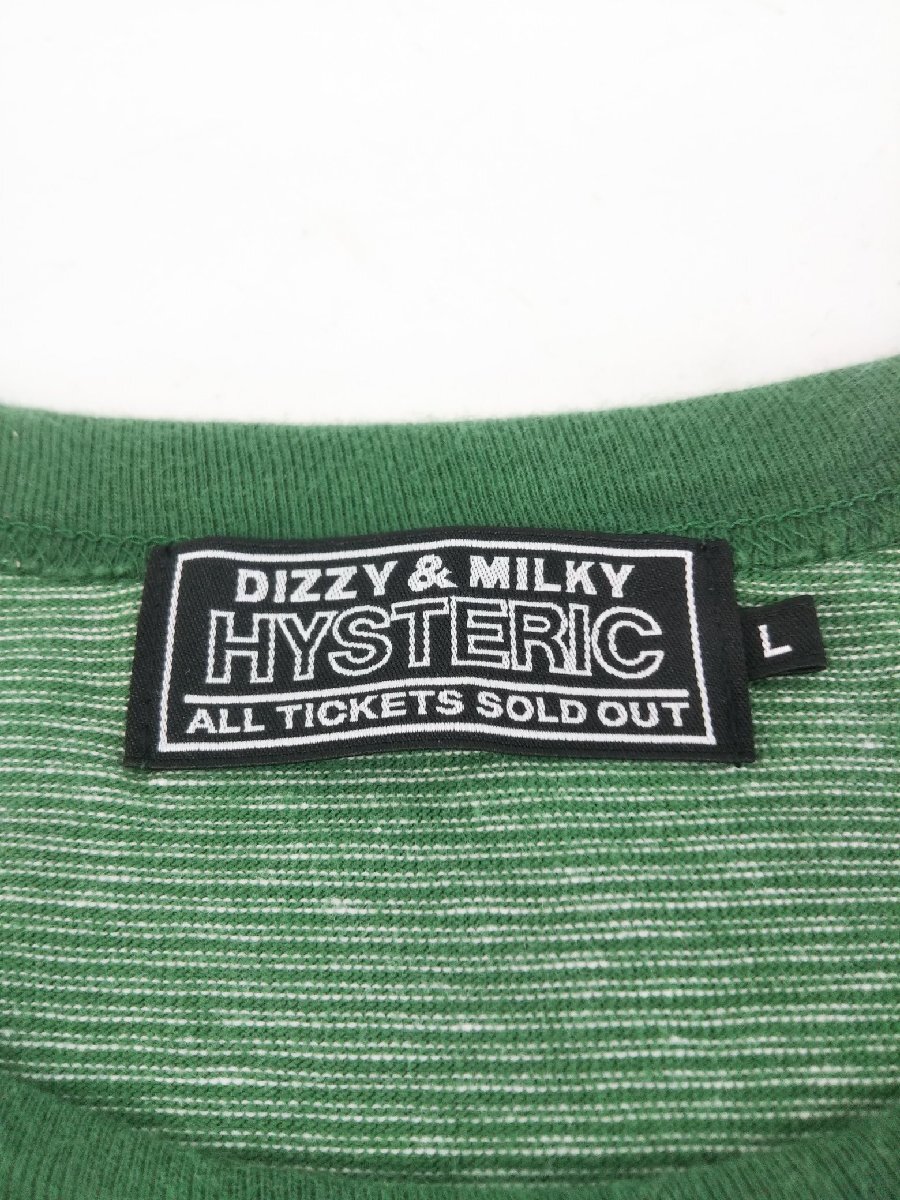 DIZZY & MILKY
HYSTERIC
ALL TICKETS SOLD OUT
L